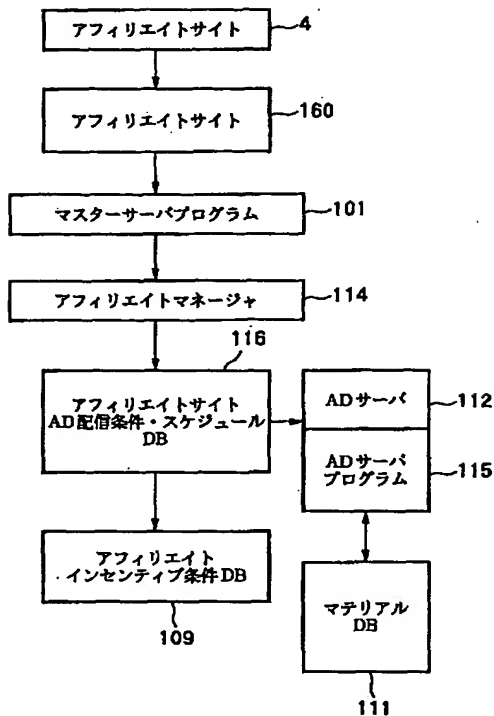 アフィリエイトサイト
4
アフィリエイトサイト
160
マスターサーバプログラム
101
アフィリエイトマネージャ
114
116
アフィリエイトサイト
AD配信条件・スケジュール
DB
ADサーバ
112
ADサーバ
プログラム
115
アフィリエイト
インセンティブ条件DB
109
マテリアル
DB
111